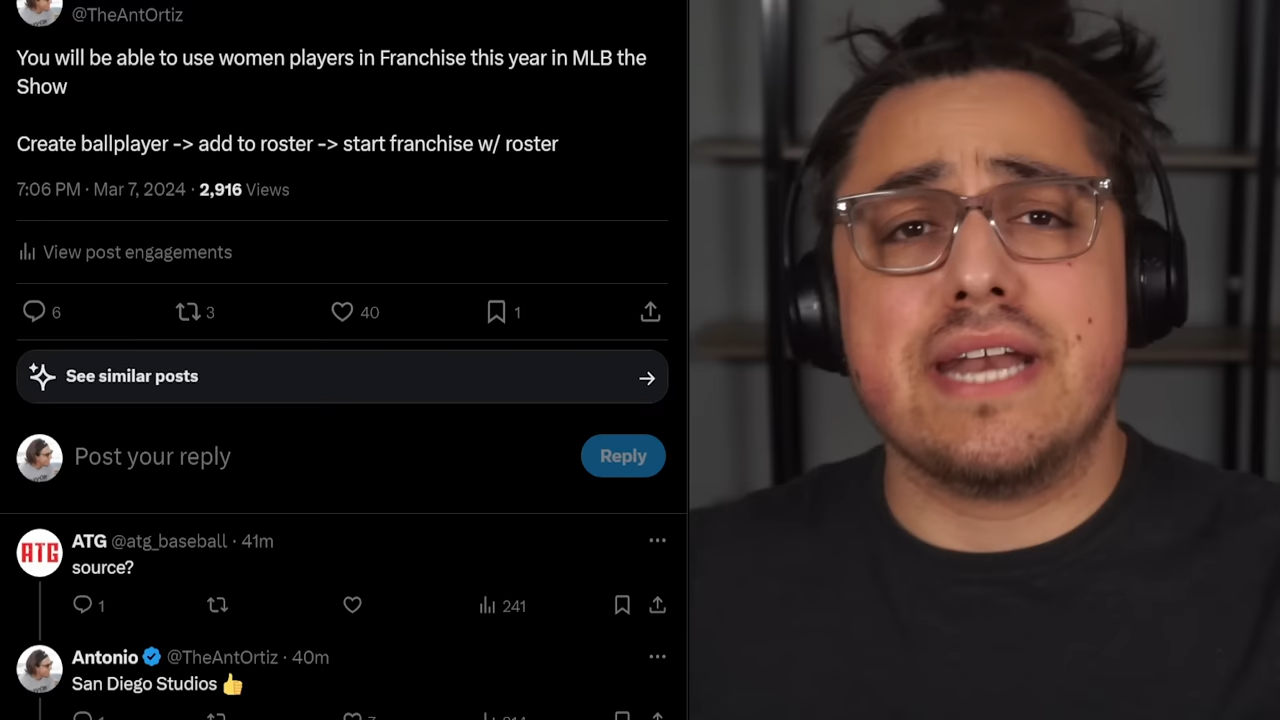 @TheAntOrtiz
You will be able to use women players in Franchise this year in MLB the
Show
Create ballplayer -> add to roster -> start franchise w/ roster
7:06 PM · Mar 7, 2024 · 2,916 Views
View post engagements
6 3 40 1
See similar posts
Post your reply
Reply
ATG @atg_baseball · 41m
ATG
source?
1 241
Antonio @TheAntOrtiz · 40m
San Diego Studios 👍